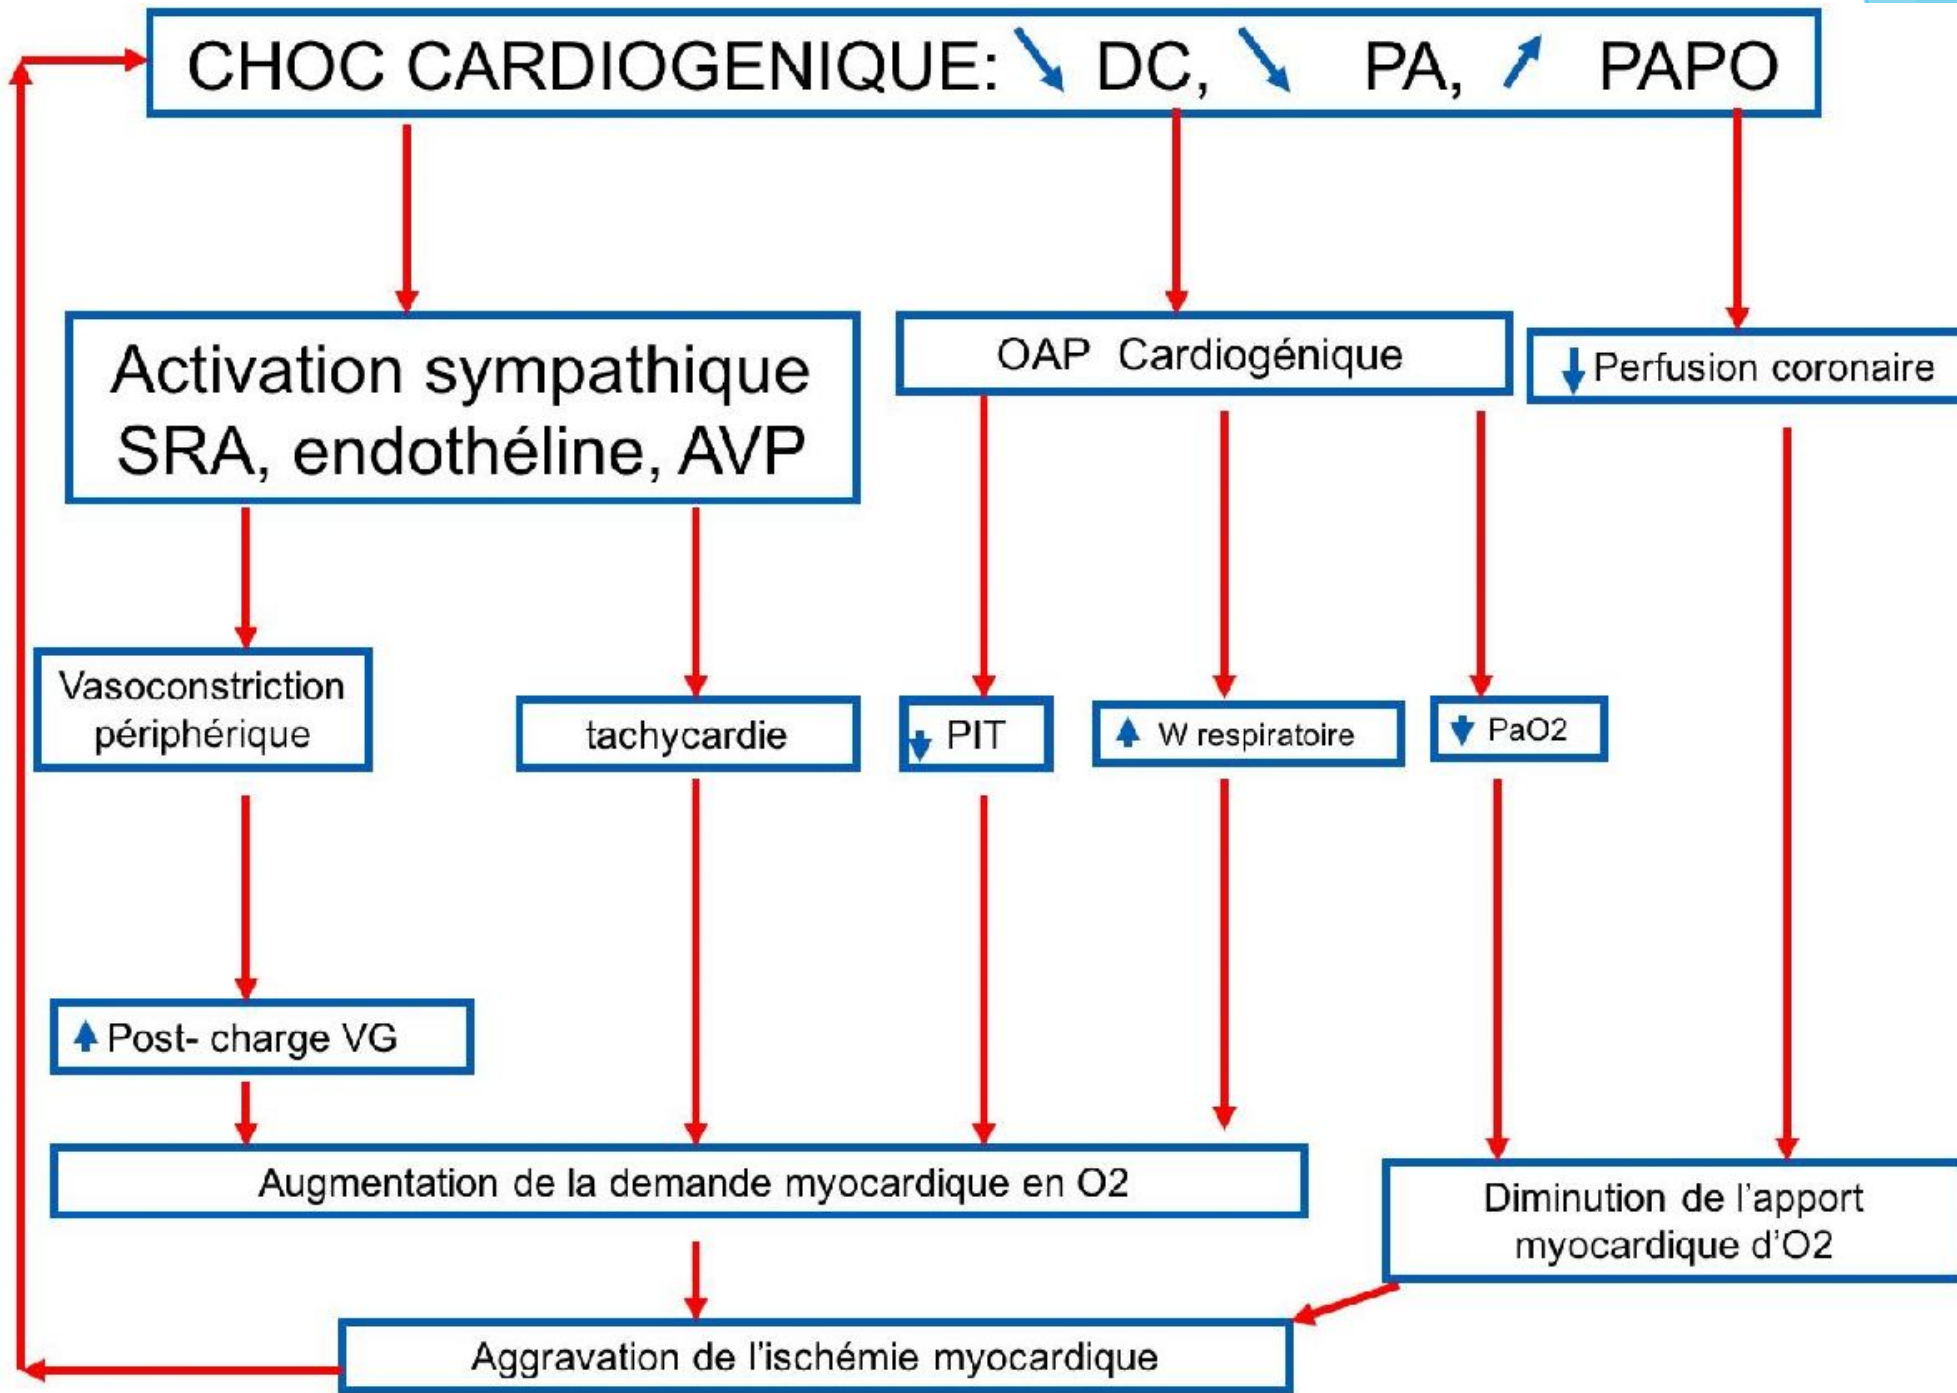 CHOC CARDIOGENIQUE: ↘ DC, ↘ PA, ↗ PAPO
Activation sympathique
SRA, endothéline, AVP
OAP Cardiogénique
↓ Perfusion coronaire
Vasoconstriction
périphérique
tachycardie
↓ PIT
↑ W respiratoire
↓ PaO2
↑ Post- charge VG
Augmentation de la demande myocardique en O2
Diminution de l'apport
myocardique d'O2
Aggravation de l'ischémie myocardique